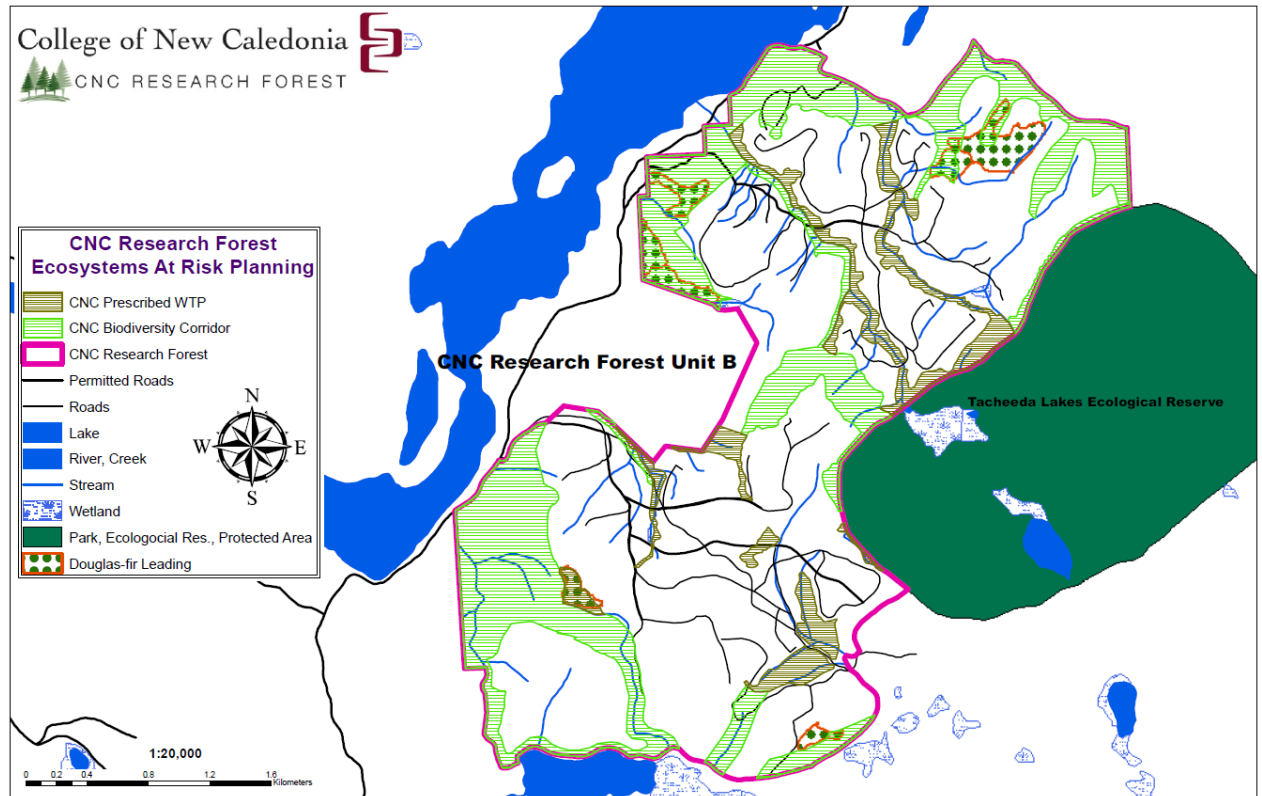 College of New Caledonia
CNC RESEARCH FOREST
CNC Research Forest
Ecosystems At Risk Planning
CNC Prescribed WTP
CNC Biodiversity Corridor
CNC Research Forest
Permitted Roads
Roads
Lake
River, Creek
Stream
Wetland
Park, Ecologocial Res., Protected Area
Douglas-fir Leading
N
W
E
S
CNC Research Forest Unit B
Tacheeda Lakes Ecological Reserve
1:20,000
0 0.2 0.4 0.8 1.2 1.6
Kilometers